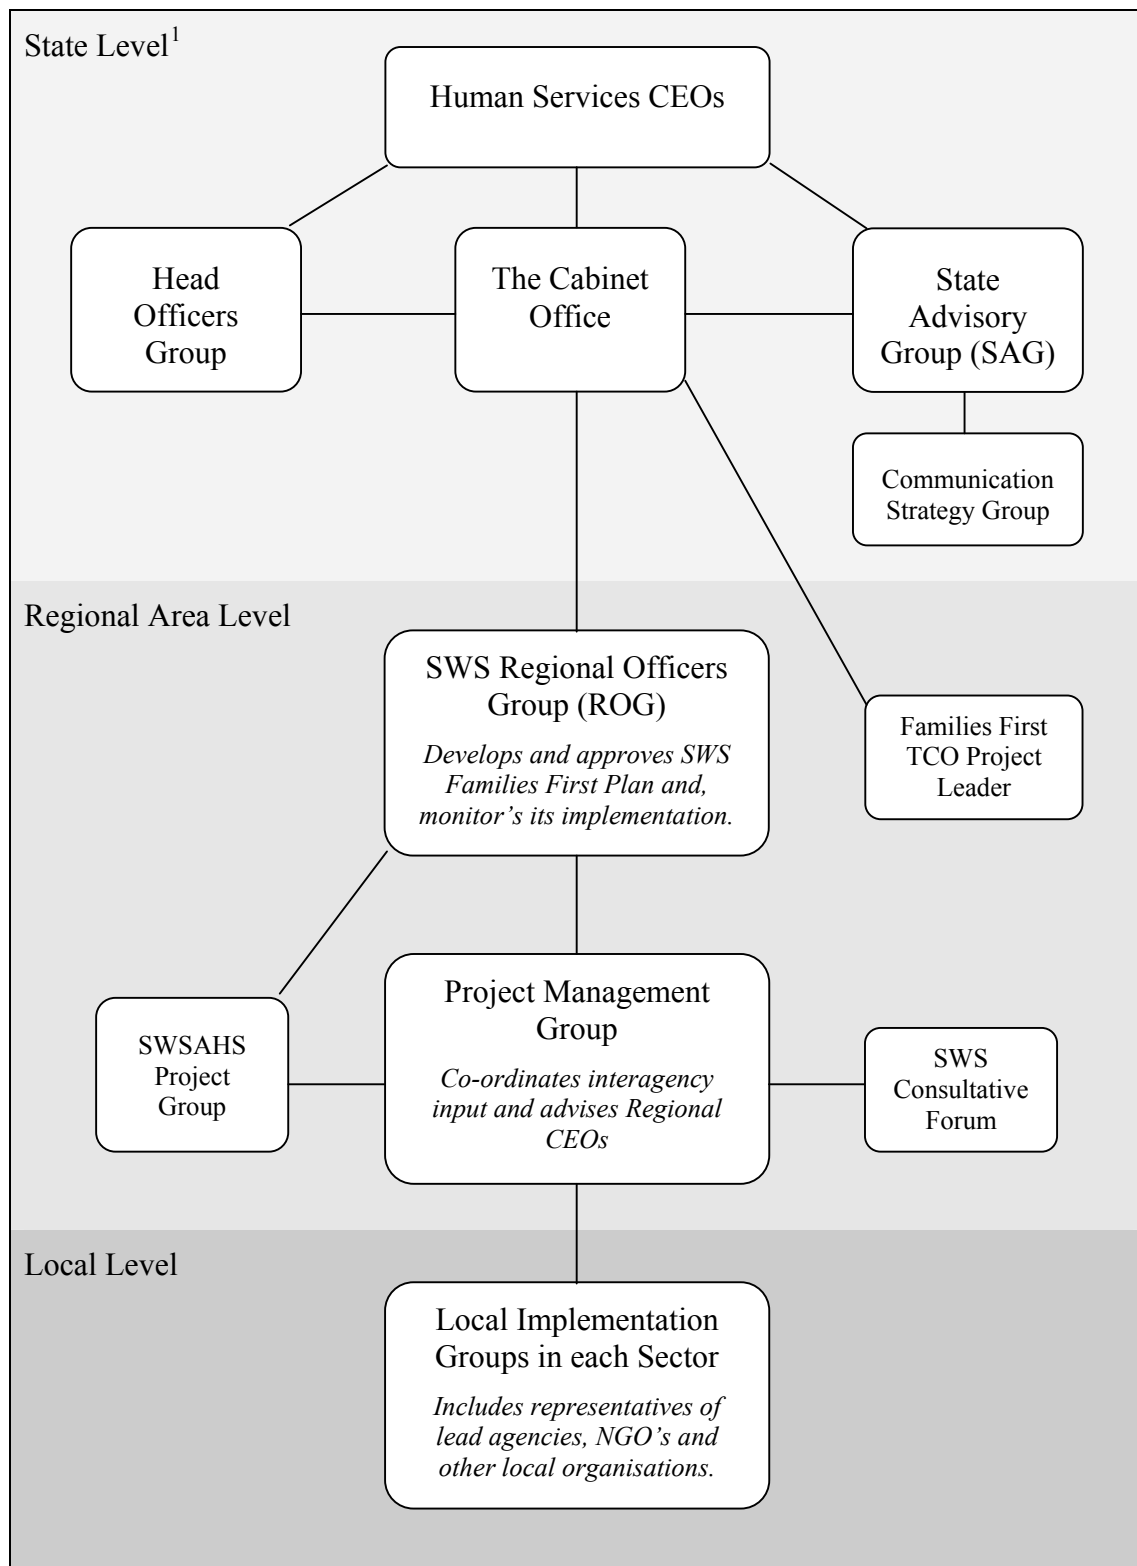 State Level1
Human Services CEOs
Head
Officers
Group
The Cabinet
Office
State
Advisory
Group (SAG)
Communication
Strategy Group
Regional Area Level
SWS Regional Officers
Group (ROG)
Develops and approves SWS
Families First Plan and,
monitor’s its implementation.
Families First
TCO Project
Leader
SWSAHS
Project
Group
Project Management
Group
Co-ordinates interagency
input and advises Regional
CEOs
SWS
Consultative
Forum
Local Level
Local Implementation
Groups in each Sector
Includes representatives of
lead agencies, NGO’s and
other local organisations.